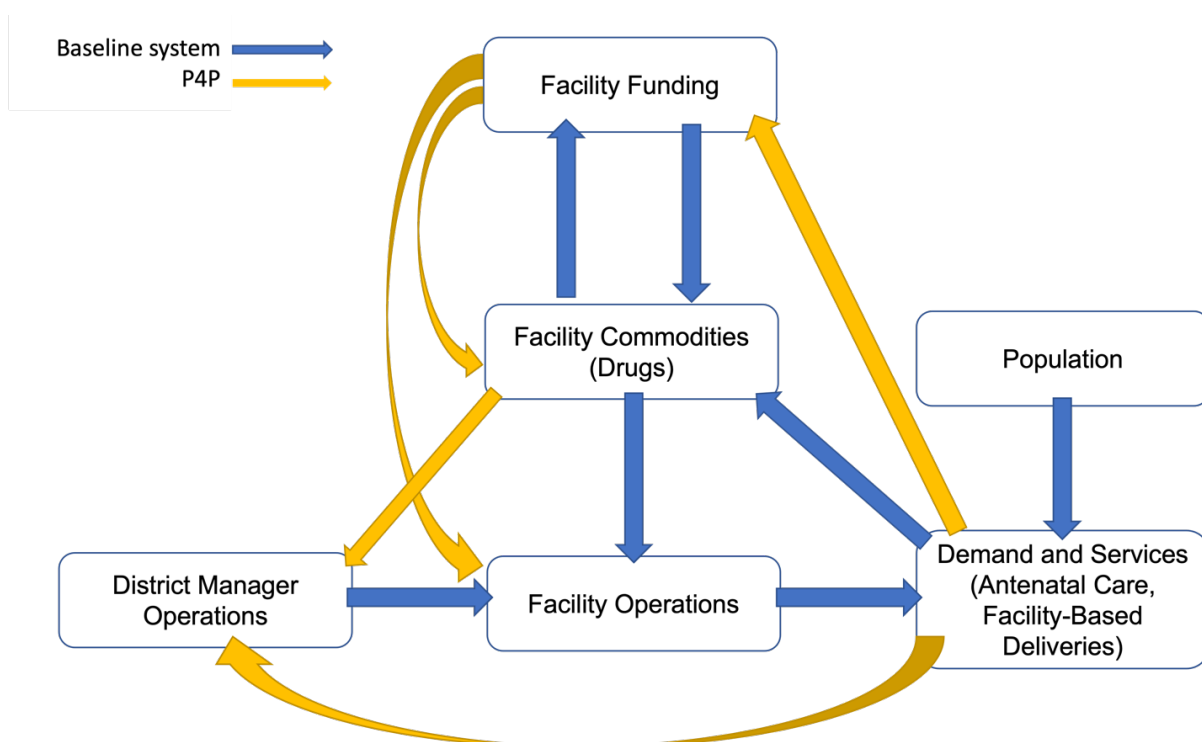 Baseline system
P4P
Facility Funding
Facility Commodities
(Drugs)
Population
District Manager
Operations
Facility Operations
Demand and Services
(Antenatal Care,
Facility-Based
Deliveries)